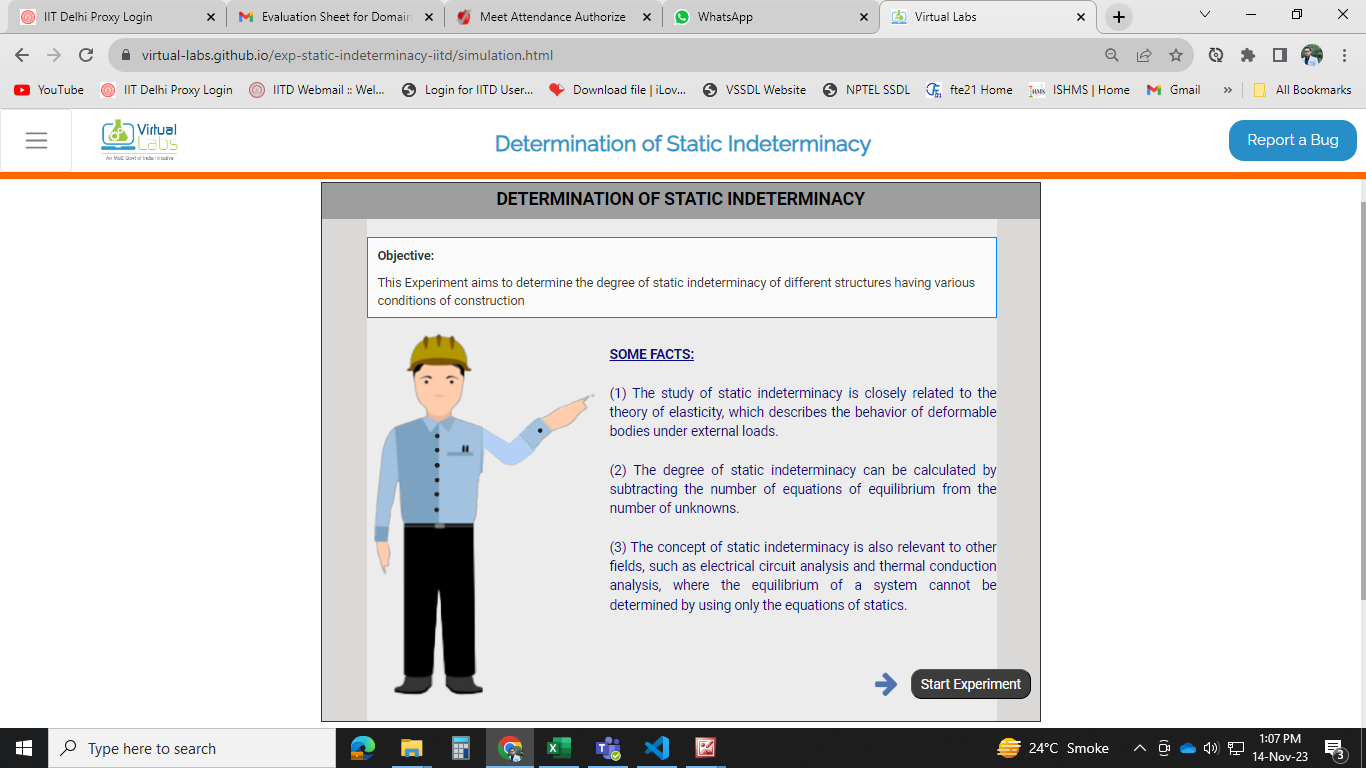 IIT Delhi Proxy Login
Evaluation Sheet for Domain
Meet Attendance Authorize
WhatsApp
Virtual Labs
virtual-labs.github.io/exp-static-indeterminacy-iitd/simulation.html
YouTube
IIT Delhi Proxy Login
IITD Webmail :: Wel...
Login for IITD User...
Download file | iLov...
VSSDL Website
NPTEL SSDL
fte21 Home
ISHMS | Home
Gmail
»
All Bookmarks
Virtual
Labs
An MoE Govt of India Initiative
Determination of Static Indeterminacy
Report a Bug
DETERMINATION OF STATIC INDETERMINACY
Objective:
This Experiment aims to determine the degree of static indeterminacy of different structures having various
conditions of construction
SOME FACTS:
(1) The study of static indeterminacy is closely related to the
theory of elasticity, which describes the behavior of deformable
bodies under external loads.
(2) The degree of static indeterminacy can be calculated by
subtracting the number of equations of equilibrium from the
number of unknowns.
(3) The concept of static indeterminacy is also relevant to other
fields, such as electrical circuit analysis and thermal conduction
analysis, where the equilibrium of a system cannot be
determined by using only the equations of statics.
Start Experiment
Type here to search
24°C Smoke
1:07 PM
14-Nov-23
3